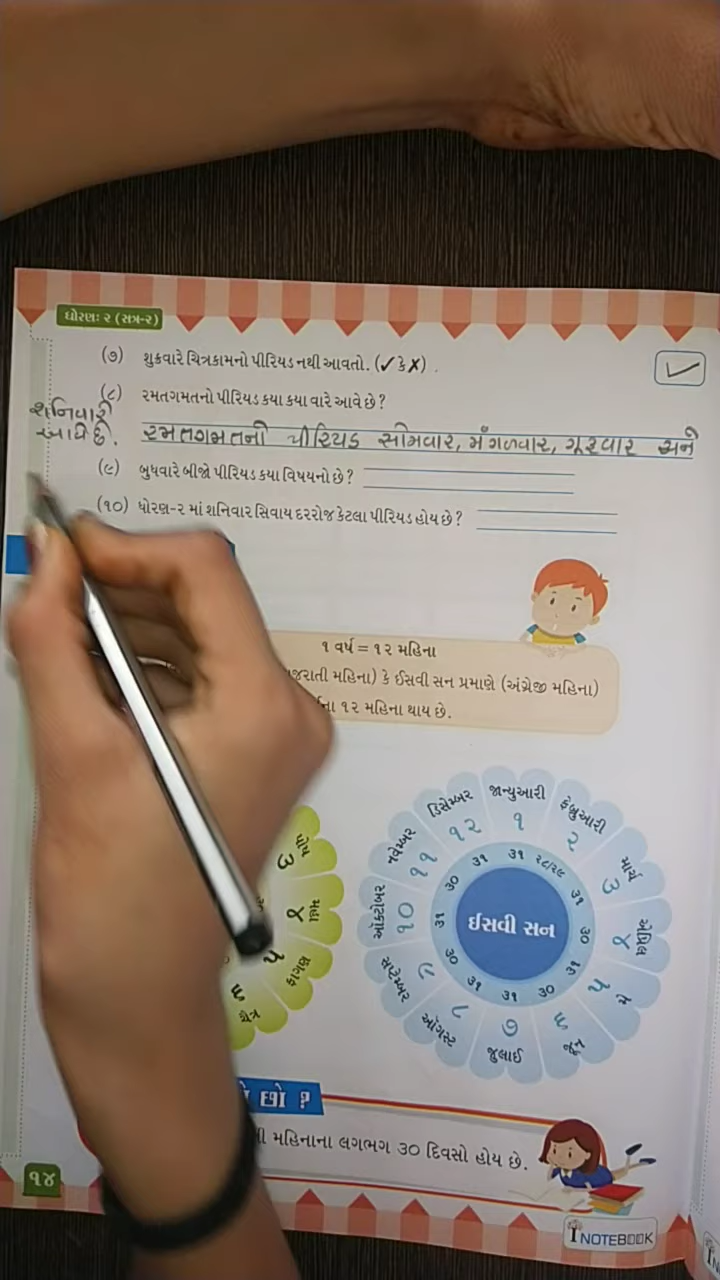 ધોરણઃ ૨ (સત્ર-૨)
(૭) શુક્રવારે ચિત્રકામનો પીરિયડ નથી આવતો. (✓ કે ✗) . ✓
(૮) રમતગમતનો પીરિયડ કયા કયા વારે આવે છે?
રમતગમતનો પીરિયડ સોમવાર, મંગળવાર, ગુરૂવાર અને
શનિવારે
આવે છે.
(૯) બુધવારે બીજો પીરિયડ કયા વિષયનો છે?
(૧૦) ધોરણ-૨ માં શનિવાર સિવાય દરરોજ કેટલા પીરિયડ હોય છે?
૧ વર્ષ = ૧૨ મહિના
મહિના) કે ઈસવી સન પ્રમાણે (અંગ્રેજી મહિના)
૧૨ મહિના થાય છે.
પોષ ૩
મહા ૪
ફાગણ ૫
ચૈત્ર ૬
ઈસવી સન
જાન્યુઆરી ૧ ૩૧
ફેબ્રુઆરી ૨ ૨૮/૨૯
માર્ચ ૩ ૩૧
એપ્રિલ ૪ ૩૦
મે ૫ ૩૧
જૂન ૬ ૩૦
જુલાઈ ૭ ૩૧
ઑગસ્ટ ૮ ૩૧
સપ્ટેમ્બર ૯ ૩૦
ઑક્ટોબર ૧૦ ૩૧
નવેમ્બર ૧૧ ૩૦
ડિસેમ્બર ૧૨ ૩૧
છો ?
મહિનાના લગભગ ૩૦ દિવસો હોય છે.
૧૪
iNOTEBOOK